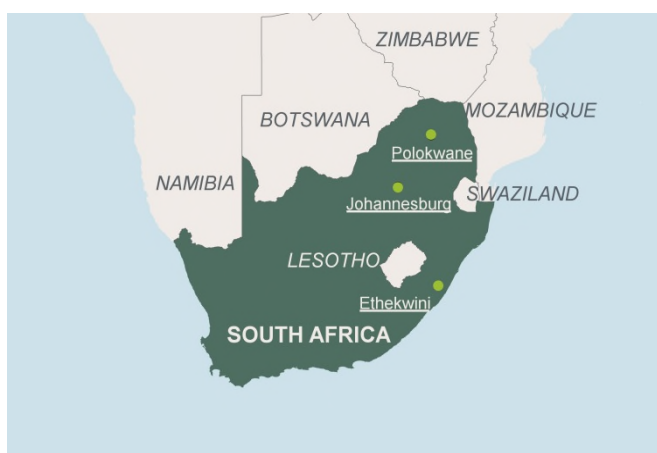 ZIMBABWE
MOZAMBIQUE
BOTSWANA
Polokwane
NAMIBIA
SWAZILAND
Johannesburg
LESOTHO
Ethekwini
SOUTH AFRICA